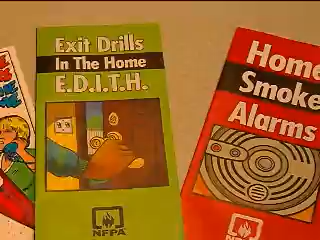 Exit Drills
In The Home
E.D.I.T.H.
NFPA
Home
Smoke
Alarms
NFPA